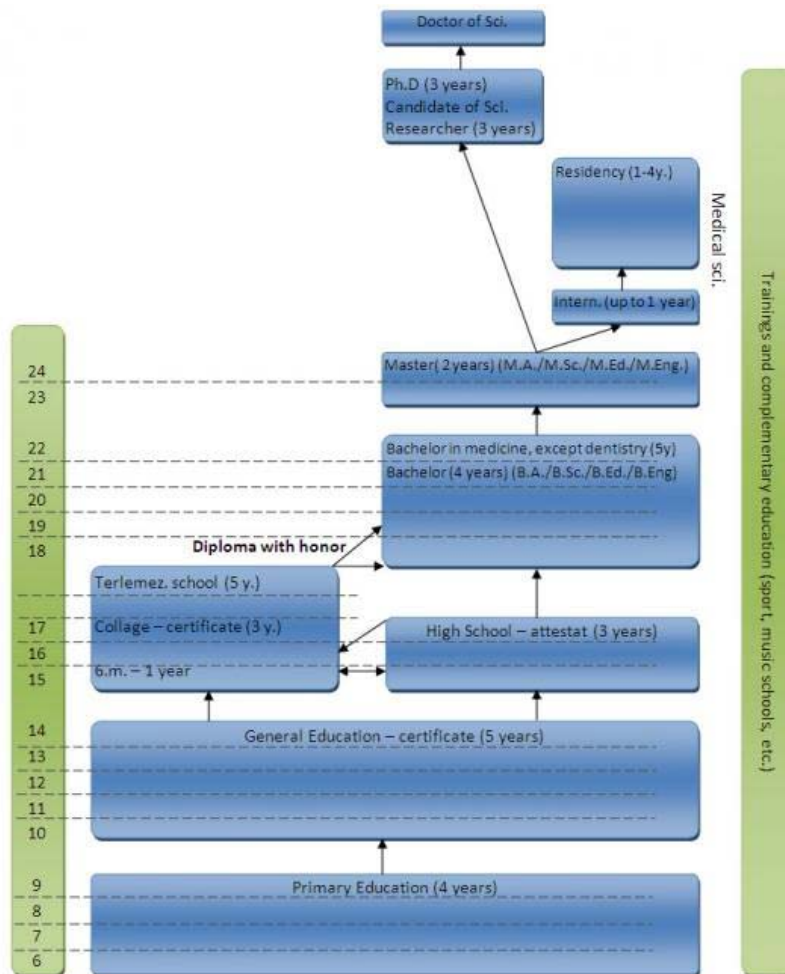 Doctor of Sci.
Ph.D (3 years)
Candidate of Sci.
Researcher (3 years)
Residency (1-4y.)
Medical sci.
Intern. (up to 1 year)
Trainings and complementary education (sport, music schools, etc.)
24
Master( 2 years) (M.A./M.Sc./M.Ed./M.Eng.)
23
22
Bachelor in medicine, except dentistry (5y)
21
Bachelor (4 years) (B.A./B.Sc./B.Ed./B.Eng)
20
19
18
Diploma with honor
Terlemez. school (5 y.)
17
Collage – certificate (3 y.)
High School – attestat (3 years)
16
15
6.m. – 1 year
14
General Education – certificate (5 years)
13
12
11
10
9
Primary Education (4 years)
8
7
6